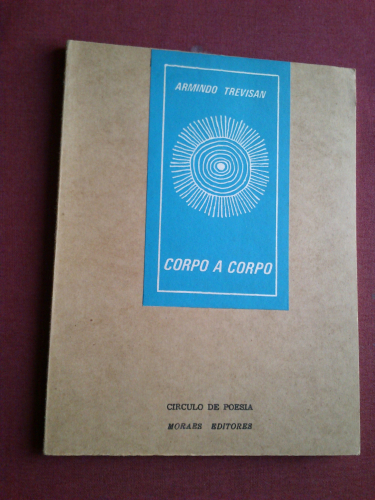 ARMINDO TREVISAN
CORPO A CORPO
CIRCULO DE POESIA
MORAES EDITORES